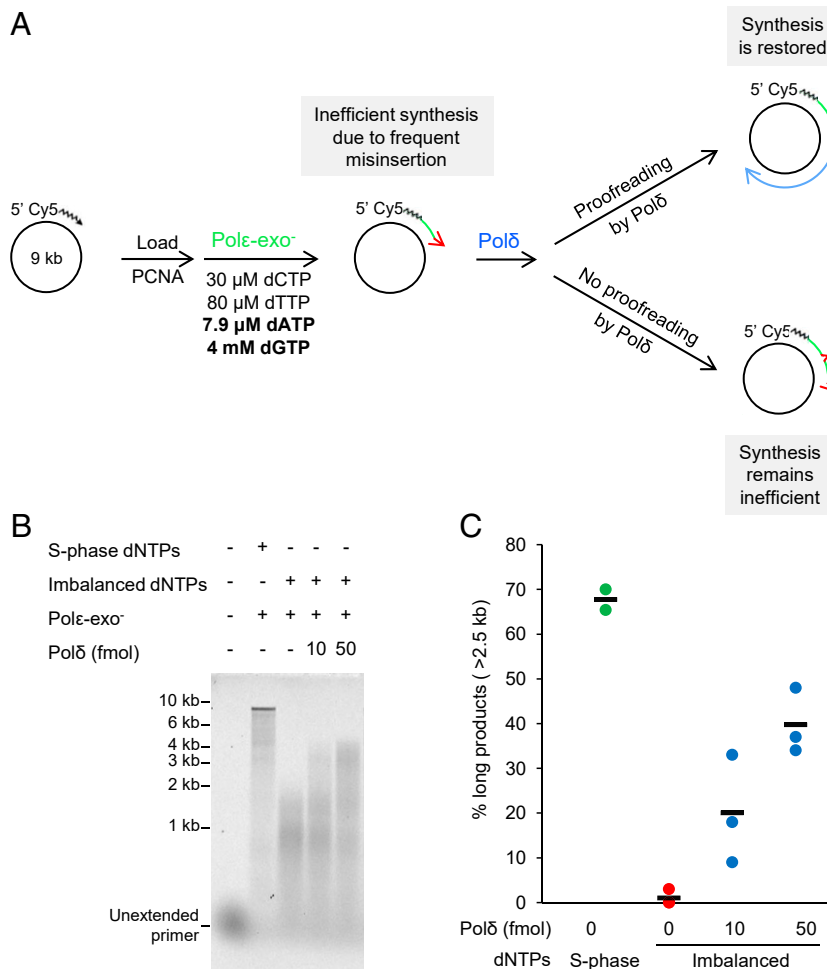 A
Synthesis
is restored
5' Cy5
Inefficient synthesis
due to frequent
misinsertion
Proofreading
by Polδ
5' Cy5
5' Cy5
9 kb
Load
PCNA
Polε-exo⁻
30 µM dCTP
80 µM dTTP
7.9 µM dATP
4 mM dGTP
Polδ
No proofreading
by Polδ
5' Cy5
Synthesis
remains
inefficient
B
S-phase dNTPs - + - - -
Imbalanced dNTPs - - + + +
Polε-exo⁻ - + + + +
Polδ (fmol) - - - 10 50
10 kb
6 kb
4 kb
3 kb
2 kb
1 kb
Unextended
primer
C
% long products ( >2.5 kb)
80
70
60
50
40
30
20
10
0
Polδ (fmol) 0 0 10 50
dNTPs S-phase Imbalanced